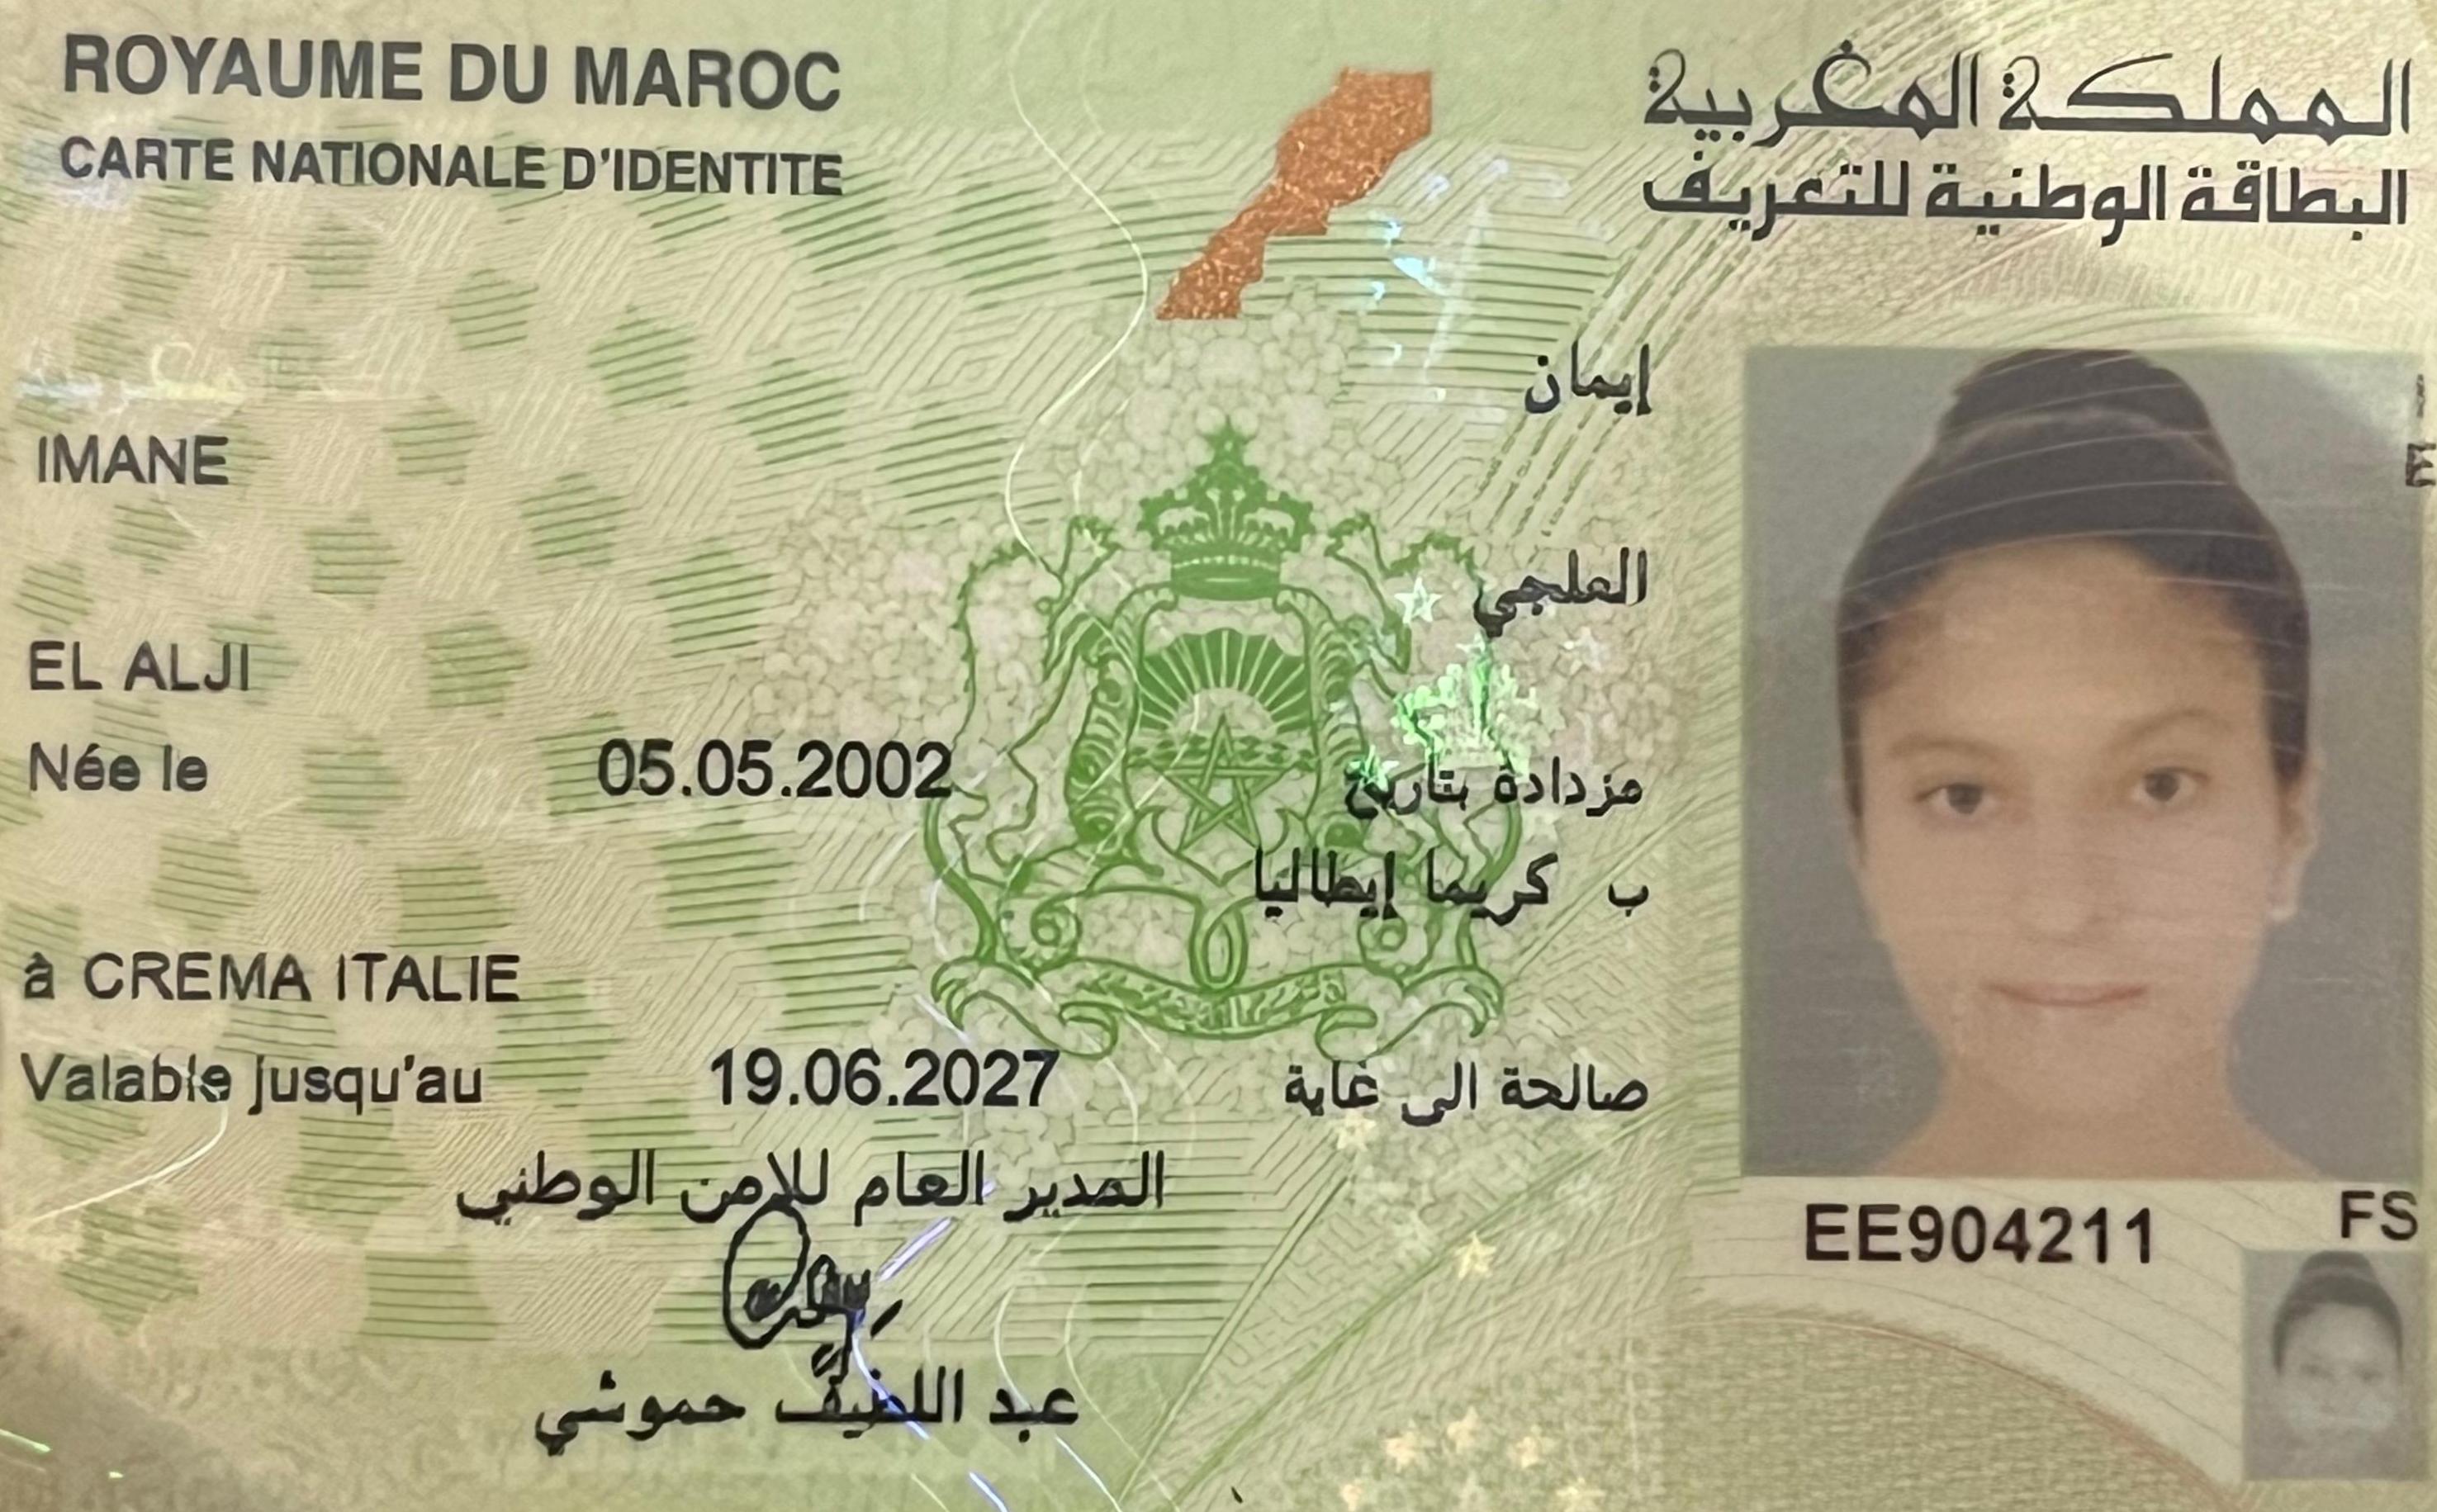 ROYAUME DU MAROC
المملكة المغربية
CARTE NATIONALE D'IDENTITE
البطاقة الوطنية للتعريف
إيمان
IMANE
العلجي
EL ALJI
Née le 05.05.2002 مزدادة بتاريخ
ب كريما إيطاليا
à CREMA ITALIE
Valable jusqu'au 19.06.2027 صالحة الى غاية
المدير العام للامن الوطني
عبد اللطيف حموشي
EE904211
FS